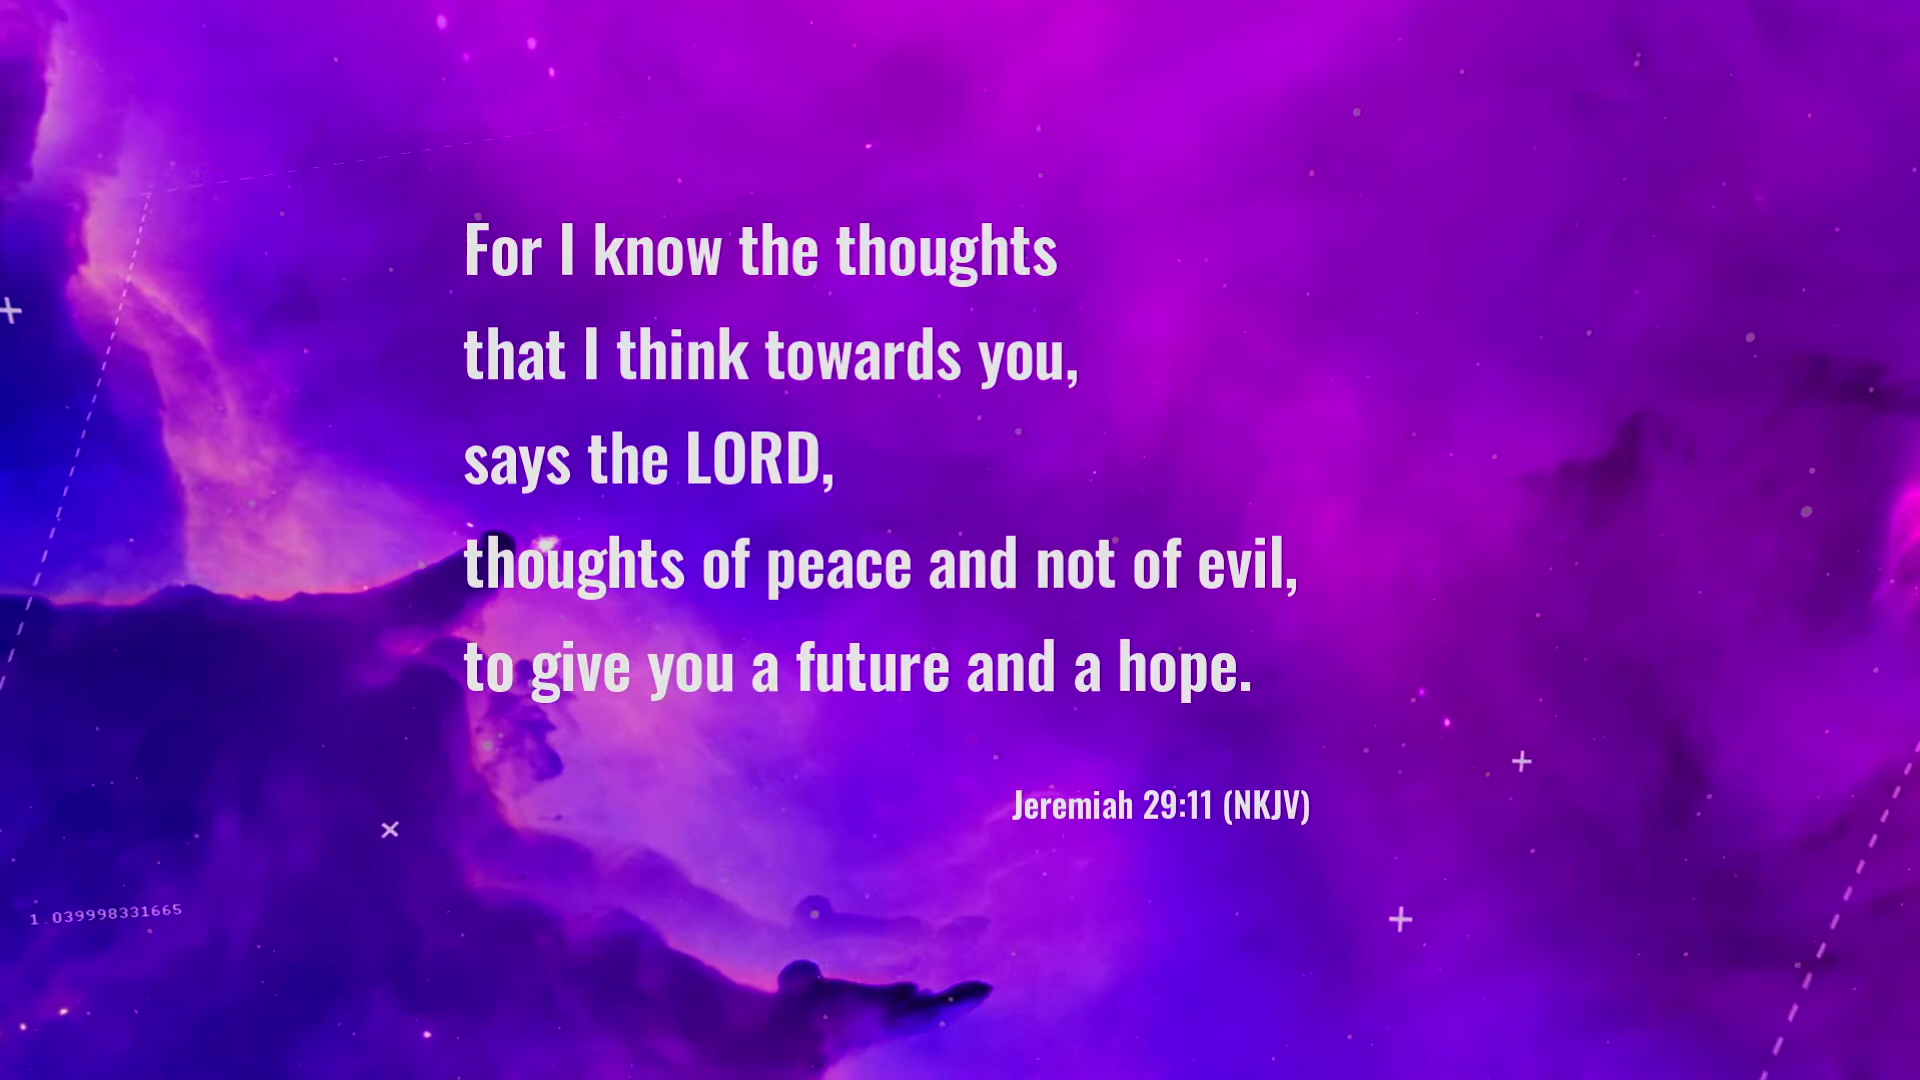 For I know the thoughts
that I think towards you,
says the LORD,
thoughts of peace and not of evil,
to give you a future and a hope.
Jeremiah 29:11 (NKJV)
1.039998331665